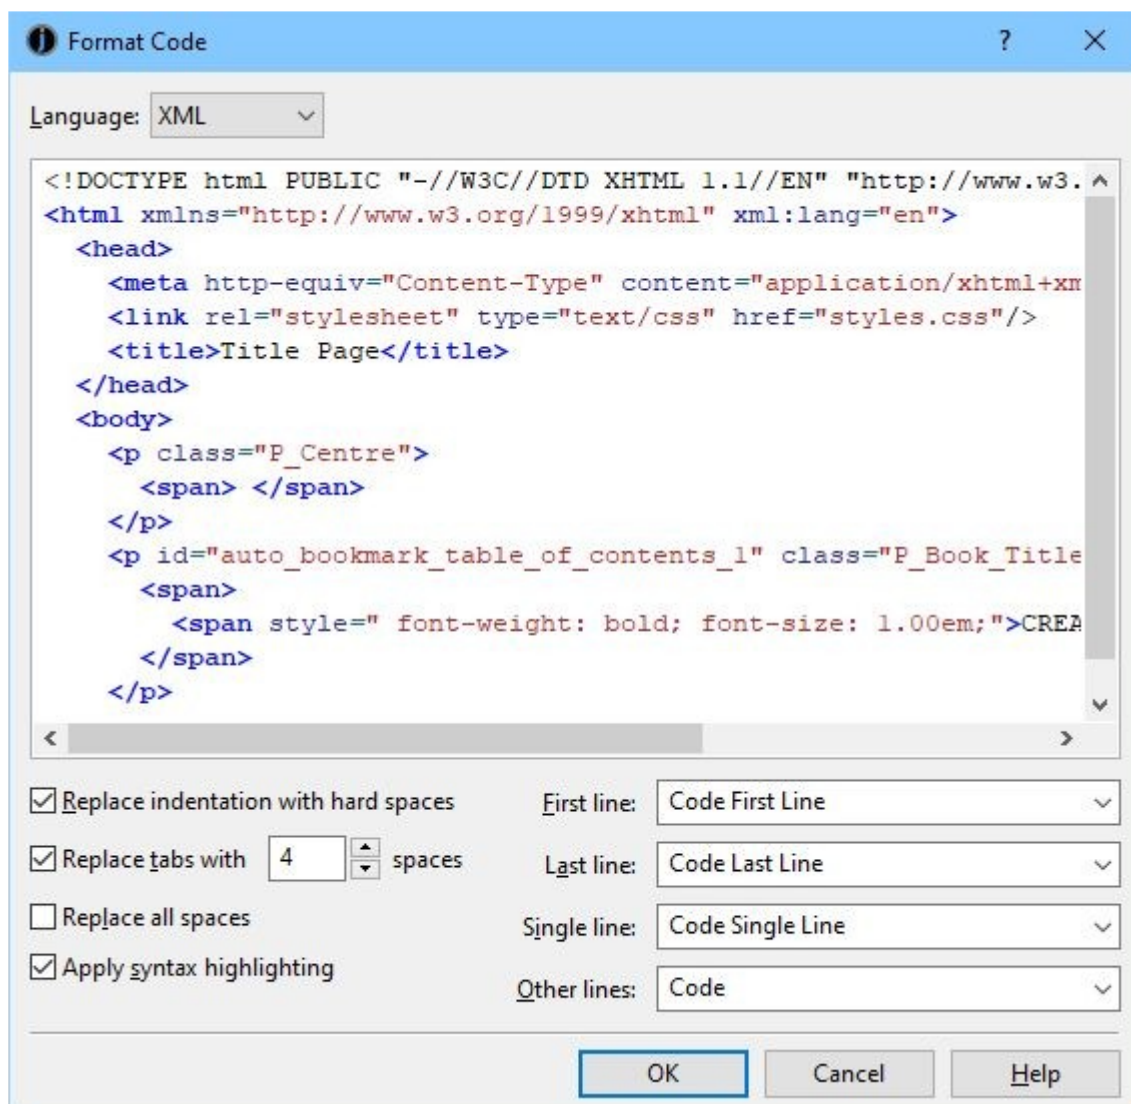 Format Code
Language: XML
<!DOCTYPE html PUBLIC "-//W3C//DTD XHTML 1.1//EN" "http://www.w3.
<html xmlns="http://www.w3.org/1999/xhtml" xml:lang="en">
<head>
<meta http-equiv="Content-Type" content="application/xhtml+xm
<link rel="stylesheet" type="text/css" href="styles.css"/>
<title>Title Page</title>
</head>
<body>
<p class="P_Centre">
<span> </span>
</p>
<p id="auto_bookmark_table_of_contents_1" class="P_Book_Title
<span>
<span style=" font-weight: bold; font-size: 1.00em;">CREA
</span>
</p>
Replace indentation with hard spaces
First line: Code First Line
Replace tabs with 4 spaces
Last line: Code Last Line
Replace all spaces
Single line: Code Single Line
Apply syntax highlighting
Other lines: Code
OK
Cancel
Help